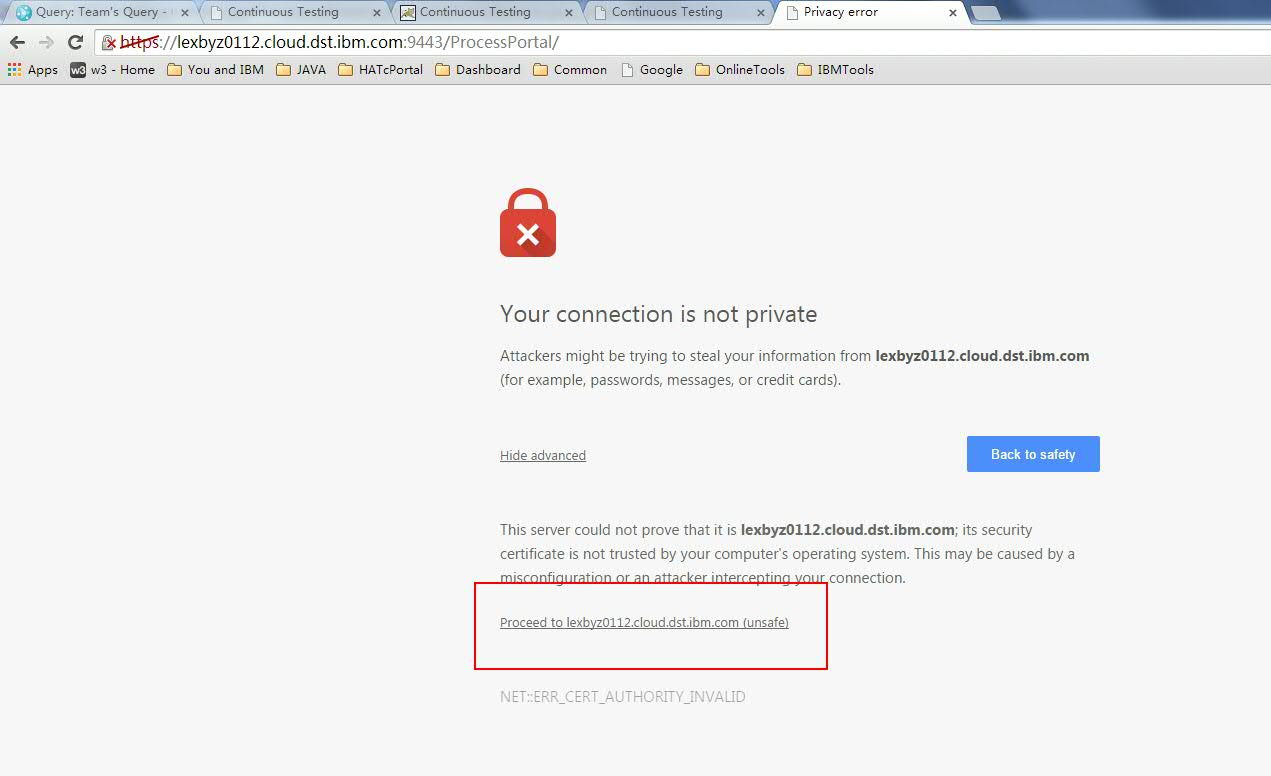 Query: Team's Query -
Continuous Testing
Continuous Testing
Continuous Testing
Privacy error
https://lexbyz0112.cloud.dst.ibm.com:9443/ProcessPortal/
Apps w3 w3 - Home You and IBM JAVA HATcPortal Dashboard Common Google OnlineTools IBMTools
Your connection is not private
Attackers might be trying to steal your information from lexbyz0112.cloud.dst.ibm.com
(for example, passwords, messages, or credit cards).
Hide advanced
Back to safety
This server could not prove that it is lexbyz0112.cloud.dst.ibm.com; its security
certificate is not trusted by your computer's operating system. This may be caused by a
misconfiguration or an attacker intercepting your connection.
Proceed to lexbyz0112.cloud.dst.ibm.com (unsafe)
NET::ERR_CERT_AUTHORITY_INVALID